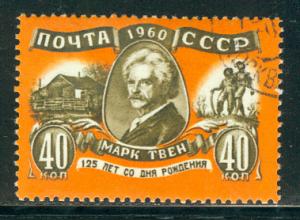 ПОЧТА 1960 СССР
МАРК ТВЕН
40 КОП 40 КОП
125 ЛЕТ СО ДНЯ РОЖДЕНИЯ